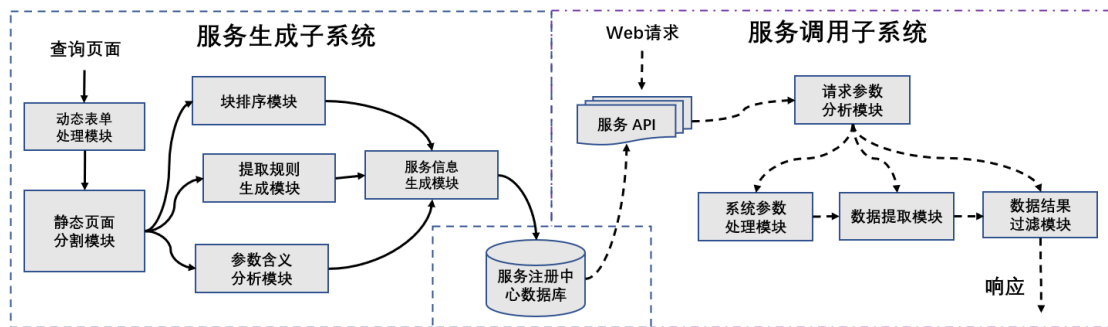 服务生成子系统
查询页面
动态表单
处理模块
静态页面
分割模块
块排序模块
提取规则
生成模块
参数含义
分析模块
服务信息
生成模块
服务注册中
心数据库
服务调用子系统
Web请求
服务 API
请求参数
分析模块
系统参数
处理模块
数据提取模块
数据结果
过滤模块
响应